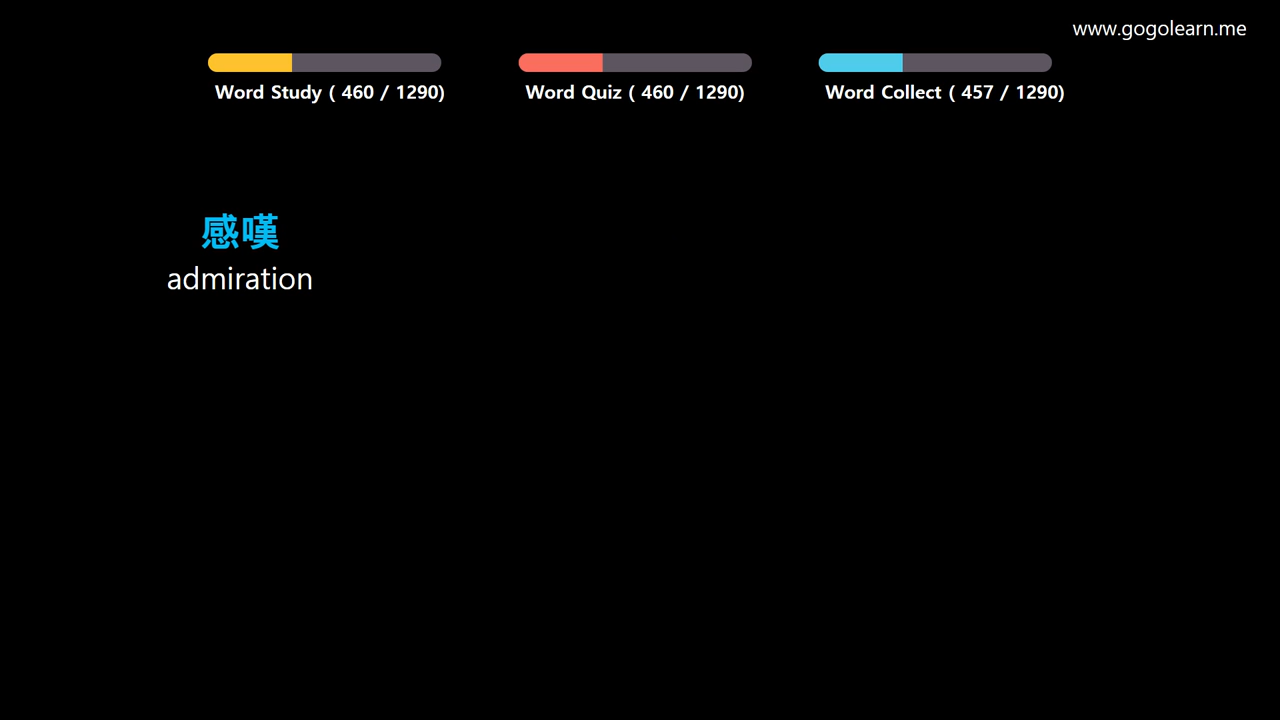 www.gogolearn.me
Word Study ( 460 / 1290)
Word Quiz ( 460 / 1290)
Word Collect ( 457 / 1290)
感嘆
admiration